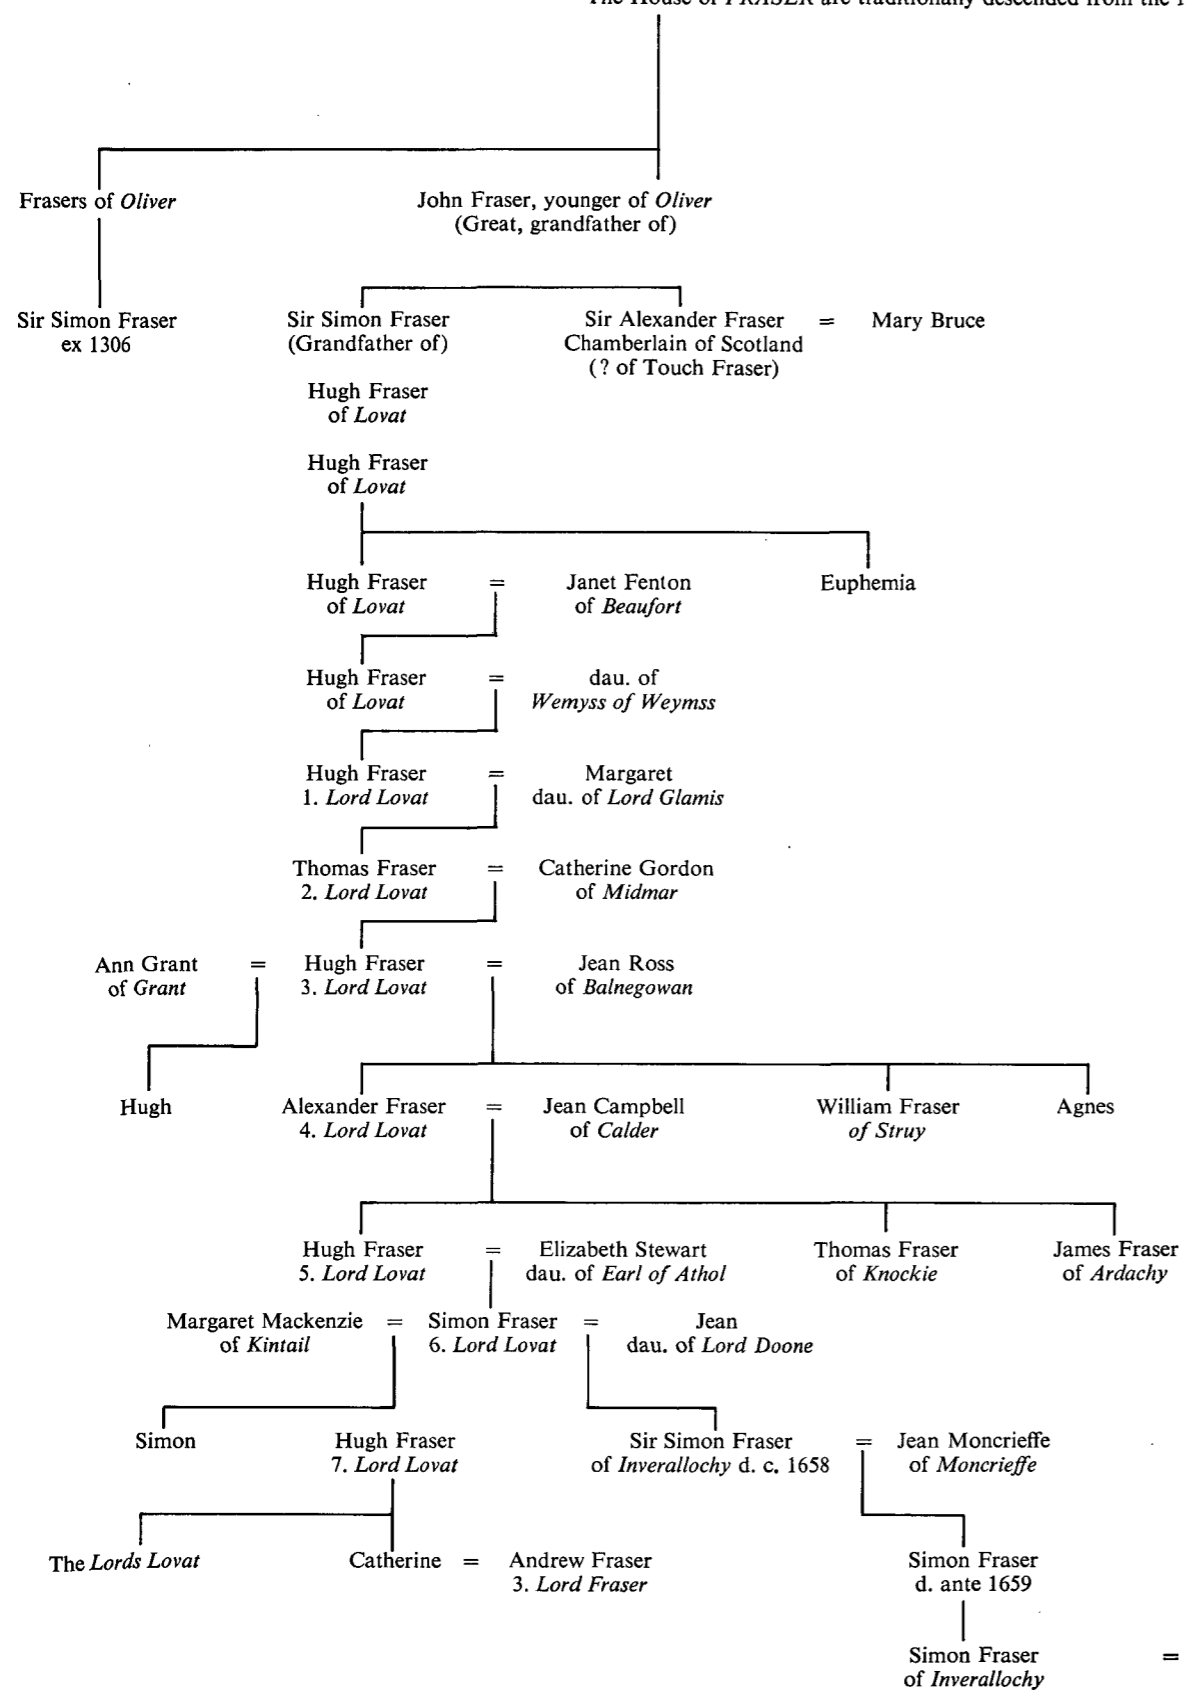 The House of FRASER are traditionally descended from the
Frasers of Oliver
John Fraser, younger of Oliver
(Great, grandfather of)
Sir Simon Fraser
ex 1306
Sir Simon Fraser
(Grandfather of)
Sir Alexander Fraser = Mary Bruce
Chamberlain of Scotland
(? of Touch Fraser)
Hugh Fraser
of Lovat
Hugh Fraser
of Lovat
Hugh Fraser = Janet Fenton
of Lovat of Beaufort
Euphemia
Hugh Fraser = dau. of
of Lovat Wemyss of Weymss
Hugh Fraser = Margaret
1. Lord Lovat dau. of Lord Glamis
Thomas Fraser = Catherine Gordon
2. Lord Lovat of Midmar
Ann Grant = Hugh Fraser = Jean Ross
of Grant 3. Lord Lovat of Balnegowan
Hugh
Alexander Fraser = Jean Campbell
4. Lord Lovat of Calder
William Fraser
of Struy
Agnes
Hugh Fraser = Elizabeth Stewart
5. Lord Lovat dau. of Earl of Athol
Thomas Fraser
of Knockie
James Fraser
of Ardachy
Margaret Mackenzie = Simon Fraser = Jean
of Kintail 6. Lord Lovat dau. of Lord Doone
Simon
Hugh Fraser
7. Lord Lovat
Sir Simon Fraser = Jean Moncrieffe
of Inverallochy d. c. 1658 of Moncrieffe
The Lords Lovat
Catherine = Andrew Fraser
3. Lord Fraser
Simon Fraser
d. ante 1659
Simon Fraser =
of Inverallochy